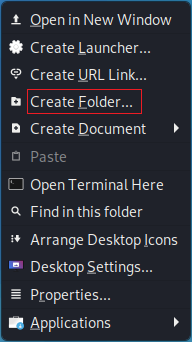 Open in New Window
Create Launcher...
Create URL Link...
Create Folder...
Create Document
Paste
Open Terminal Here
Find in this folder
Arrange Desktop Icons
Desktop Settings...
Properties...
Applications